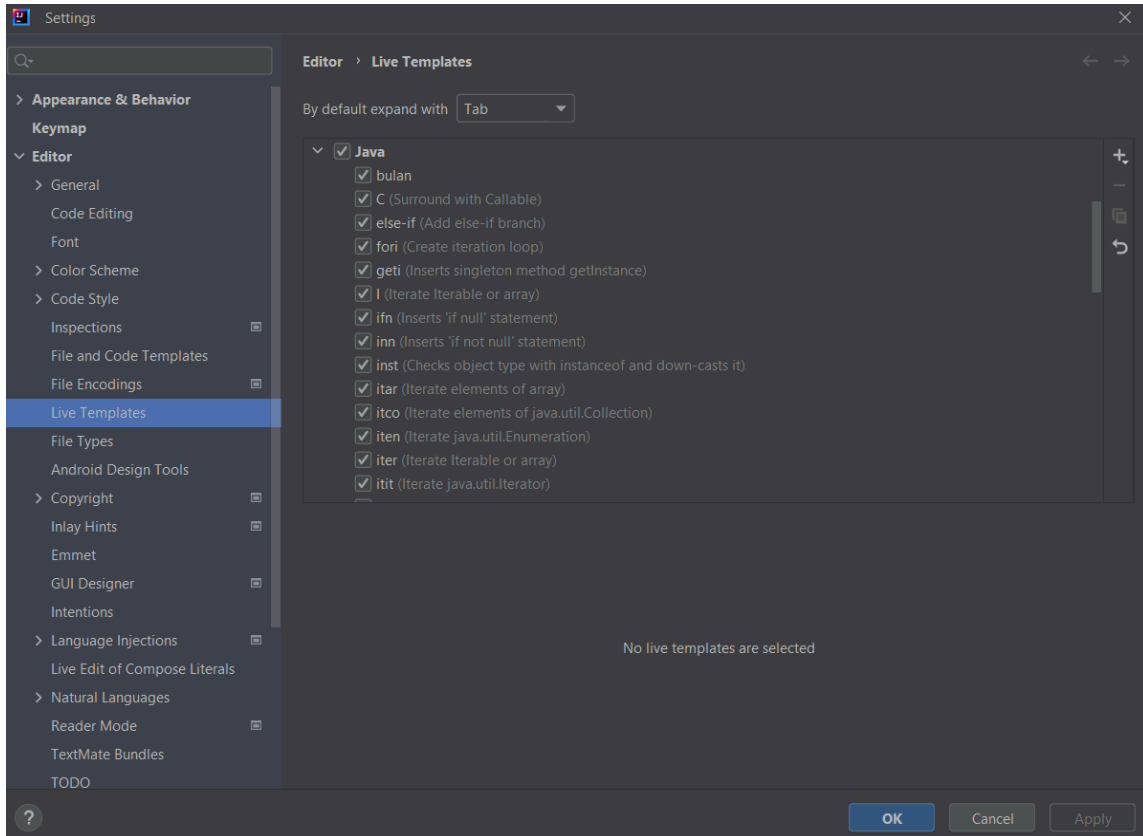 Settings
Editor › Live Templates
By default expand with Tab
Appearance & Behavior
Keymap
Editor
General
Code Editing
Font
Color Scheme
Code Style
Inspections
File and Code Templates
File Encodings
Live Templates
File Types
Android Design Tools
Copyright
Inlay Hints
Emmet
GUI Designer
Intentions
Language Injections
Live Edit of Compose Literals
Natural Languages
Reader Mode
TextMate Bundles
TODO
Java
bulan
C (Surround with Callable)
else-if (Add else-if branch)
fori (Create iteration loop)
geti (Inserts singleton method getInstance)
I (Iterate Iterable or array)
ifn (Inserts 'if null' statement)
inn (Inserts 'if not null' statement)
inst (Checks object type with instanceof and down-casts it)
itar (Iterate elements of array)
itco (Iterate elements of java.util.Collection)
iten (Iterate java.util.Enumeration)
iter (Iterate Iterable or array)
itit (Iterate java.util.Iterator)
No live templates are selected
?
OK
Cancel
Apply